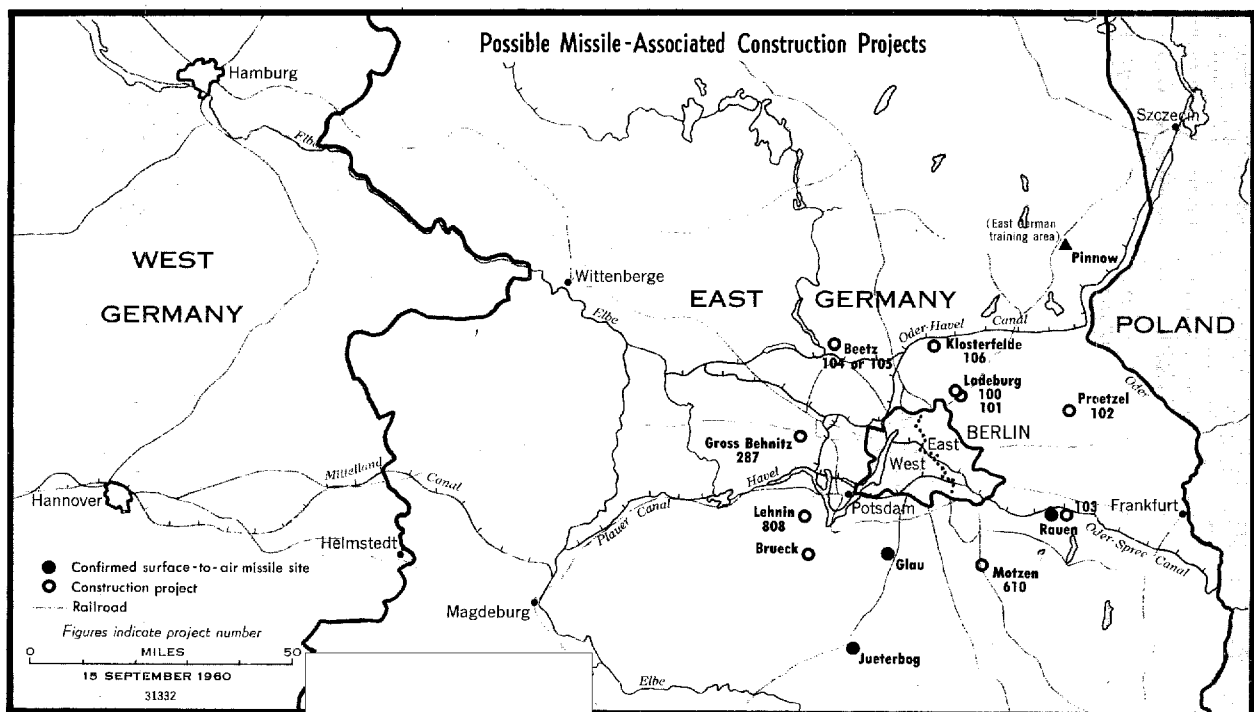 Possible Missile-Associated Construction Projects
Hamburg
Elbe
Szczecin
(East German
training area)
Pinnow
WEST
GERMANY
Wittenberge
Elbe
EAST GERMANY
POLAND
Oder-Havel Canal
Beetz
104 or 105
Klosterfelde
106
Oder
Ladeburg
100
101
Proetzel
102
BERLIN
East
West
Gross Behnitz
287
Mittelland Canal
Hannover
Havel
Plauer Canal
Potsdam
103
Rauen
Frankfurt
Oder-Spree Canal
Lehnin
808
Brueck
Glau
Motzen
610
Helmstedt
Magdeburg
Jueterbog
Elbe
Confirmed surface-to-air missile site
Construction project
Railroad
Figures indicate project number
0 MILES 50
15 SEPTEMBER 1960
31332